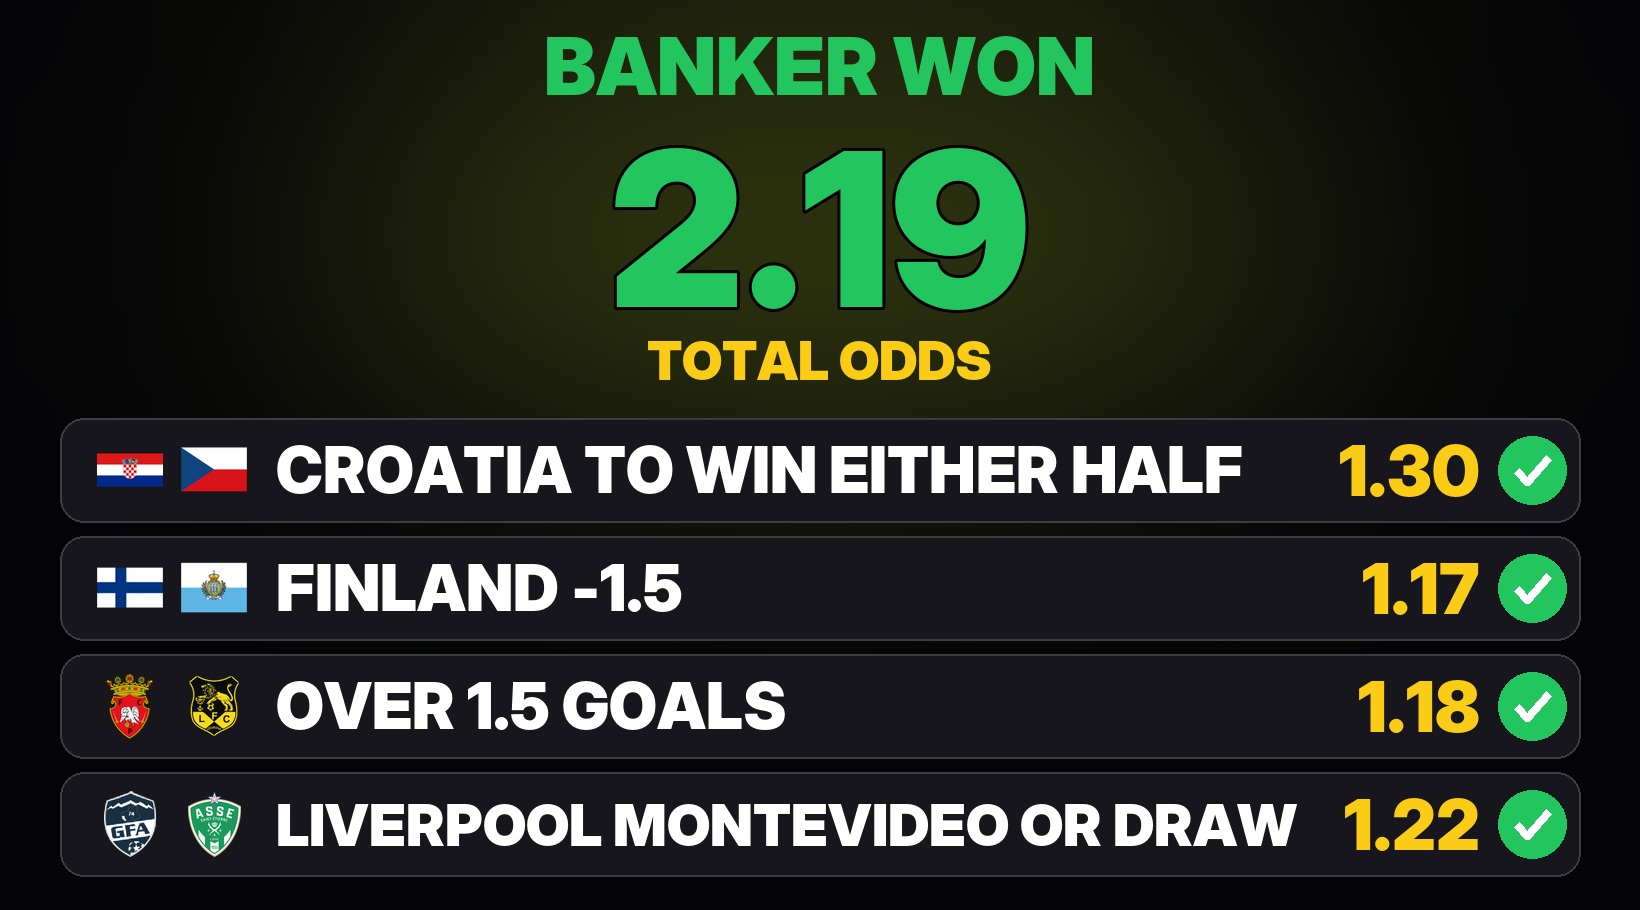 BANKER WON
2.19
TOTAL ODDS
CROATIA TO WIN EITHER HALF 1.30
FINLAND -1.5 1.17
L F C
OVER 1.5 GOALS 1.18
GFA
ASSE
LIVERPOOL MONTEVIDEO OR DRAW 1.22